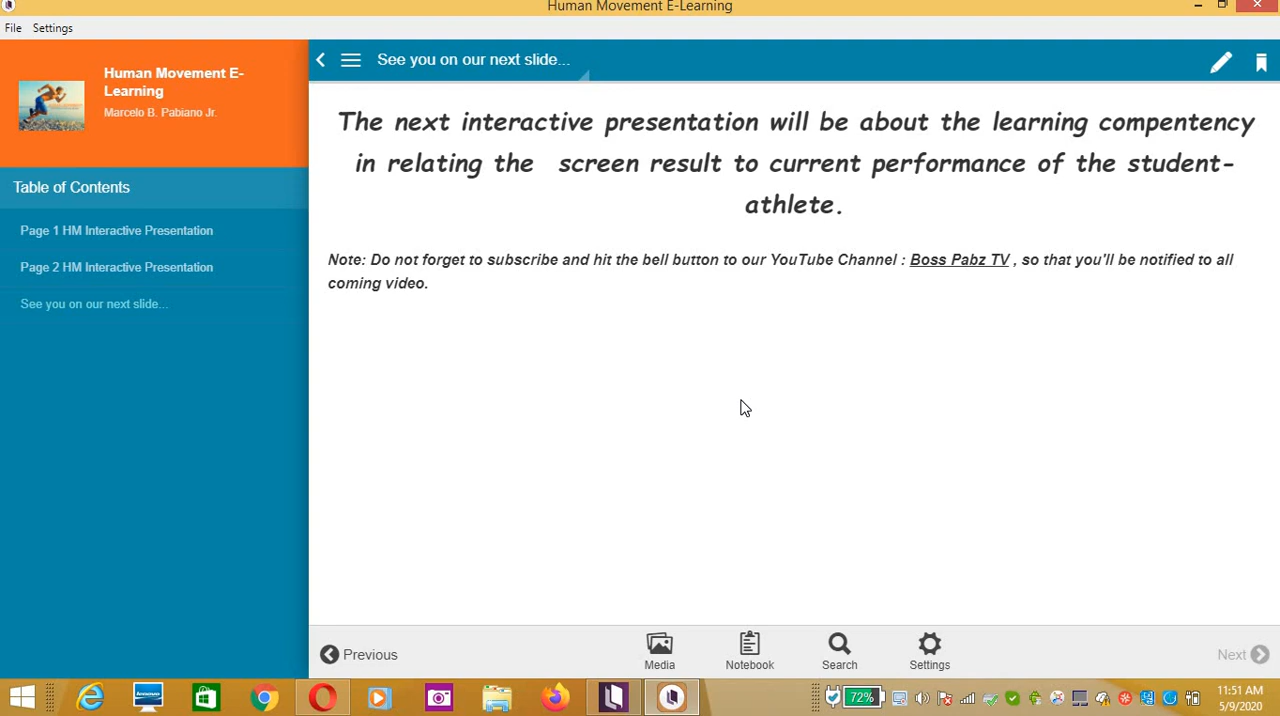 Human Movement E-Learning
File Settings
Human Movement E-
Learning
Marcelo B. Pabiano Jr.
Table of Contents
Page 1 HM Interactive Presentation
Page 2 HM Interactive Presentation
See you on our next slide...
See you on our next slide...
The next interactive presentation will be about the learning compentency
in relating the screen result to current performance of the student-
athlete.
Note: Do not forget to subscribe and hit the bell button to our YouTube Channel : Boss Pabz TV , so that you'll be notified to all
coming video.
Previous
Media
Notebook
Search
Settings
Next
72%
11:51 AM
5/9/2020